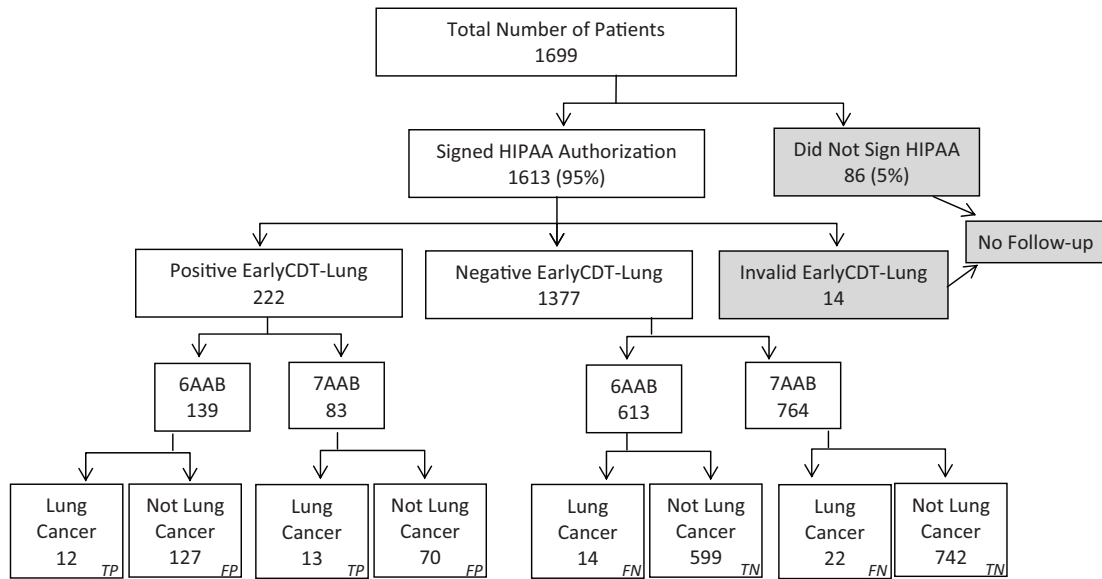 Total Number of Patients
1699
Signed HIPAA Authorization
1613 (95%)
Did Not Sign HIPAA
86 (5%)
No Follow-up
Positive EarlyCDT-Lung
222
Negative EarlyCDT-Lung
1377
Invalid EarlyCDT-Lung
14
6AAB
139
7AAB
83
6AAB
613
7AAB
764
Lung
Cancer
12
TP
Not Lung
Cancer
127
FP
Lung
Cancer
13
TP
Not Lung
Cancer
70
FP
Lung
Cancer
14
FN
Not Lung
Cancer
599
TN
Lung
Cancer
22
FN
Not Lung
Cancer
742
TN